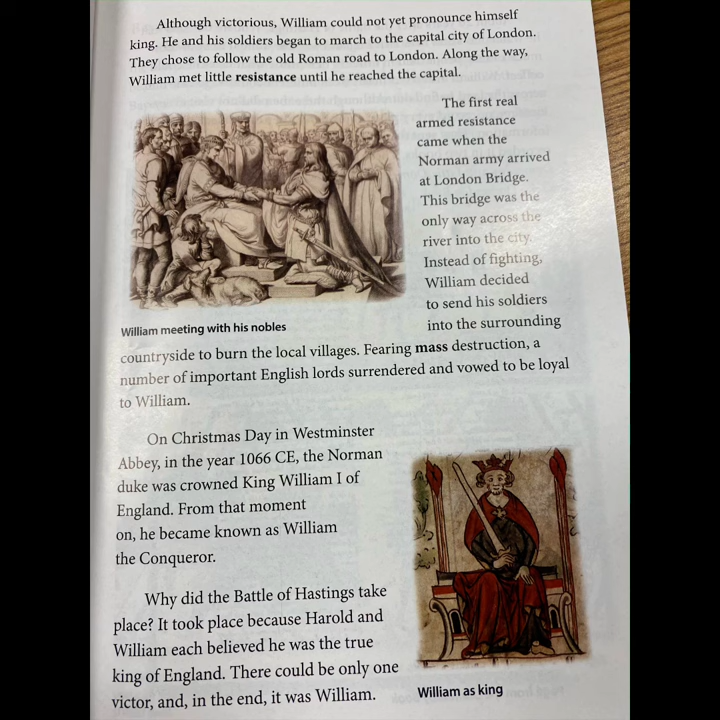 Although victorious, William could not yet pronounce himself
king. He and his soldiers began to march to the capital city of London.
They chose to follow the old Roman road to London. Along the way,
William met little resistance until he reached the capital.
The first real
armed resistance
came when the
Norman army arrived
at London Bridge.
This bridge was the
only way across the
river into the city.
Instead of fighting,
William decided
to send his soldiers
into the surrounding
William meeting with his nobles
countryside to burn the local villages. Fearing mass destruction, a
number of important English lords surrendered and vowed to be loyal
to William.
On Christmas Day in Westminster
Abbey, in the year 1066 CE, the Norman
duke was crowned King William I of
England. From that moment
on, he became known as William
the Conqueror.
Why did the Battle of Hastings take
place? It took place because Harold and
William each believed he was the true
king of England. There could be only one
victor, and, in the end, it was William.
William as king